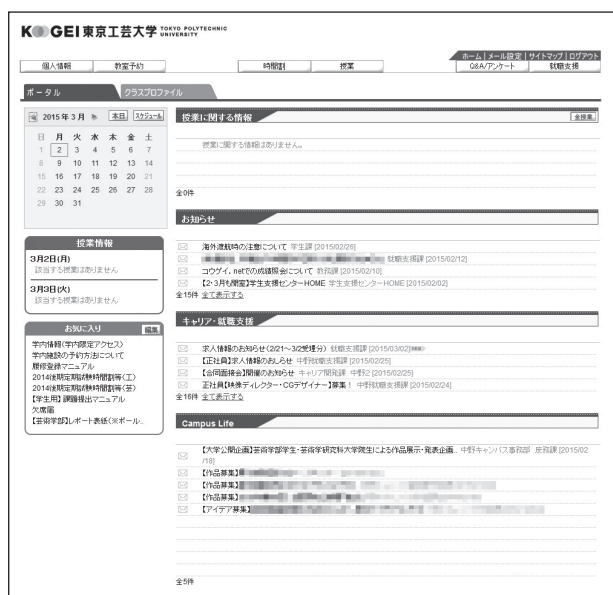 KOGEI 東京工芸大学 TOKYO POLYTECHNIC UNIVERSITY
ホーム | メール設定 | サイトマップ | ログアウト
個人情報 教室予約 時間割 授業 Q&A/アンケート 就職支援
ポータル クラスプロファイル
2015年3月 本日 スケジュール
日 月 火 水 木 金 土
1 2 3 4 5 6 7
8 9 10 11 12 13 14
15 16 17 18 19 20 21
22 23 24 25 26 27 28
29 30 31
授業情報
3月2日(月)
該当する授業はありません
3月3日(火)
該当する授業はありません
お気に入り 編集
学内情報(学内限定アクセス)
学内施設の予約方法について
履修登録マニュアル
2014後期定期試験時間割等(工)
2014後期定期試験時間割等(芸)
【学生用】課題提出マニュアル
欠席届
【芸術学部】レポート表紙(※ポール..
授業に関する情報 全授業
授業に関する情報はありません。
全0件
お知らせ
海外渡航時の注意について 学生課 [2015/02/26]
就職支援課 [2015/02/12]
コウゲイ.netでの成績照会について 教務課 [2015/02/10]
【2・3月も開室】学生支援センターHOME 学生支援センターHOME [2015/02/02]
全15件 全て表示する
キャリア・就職支援
求人情報のお知らせ(2/21～3/2受理分) 就職支援課 [2015/03/02]
【正社員】求人情報のお知らせ 中野就職支援課 [2015/02/25]
【合同面接会】開催のお知らせ キャリア開発課 中野2 [2015/02/25]
正社員【映像ディレクター・CGデザイナー】募集! 中野就職支援課 [2015/02/24]
全16件 全て表示する
Campus Life
【大学公開企画】芸術学部学生・芸術学研究科大学院生による作品展示・発表企画.. 中野キャンパス事務部 庶務課 [2015/02
/18]
【作品募集】
【作品募集】
【作品募集】
【アイデア募集】
全5件